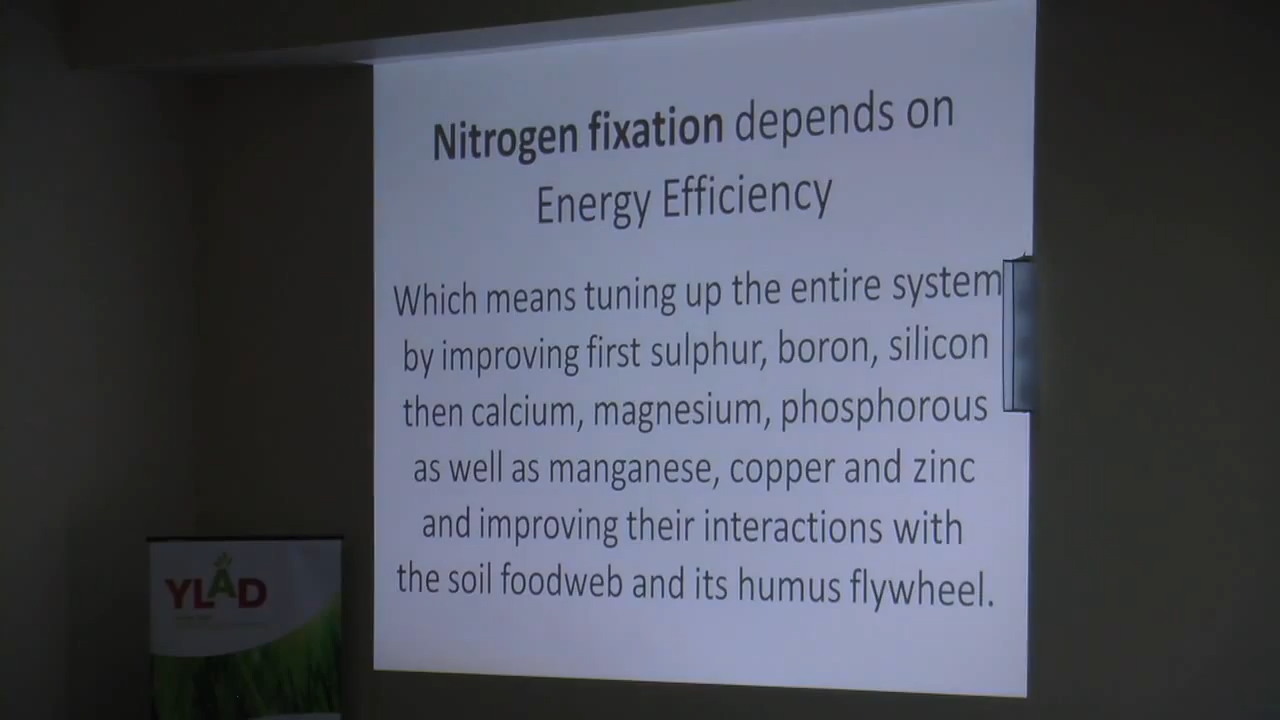 Nitrogen fixation depends on
Energy Efficiency
Which means tuning up the entire system
by improving first sulphur, boron, silicon
then calcium, magnesium, phosphorous
as well as manganese, copper and zinc
and improving their interactions with
the soil foodweb and its humus flywheel.
YLAD